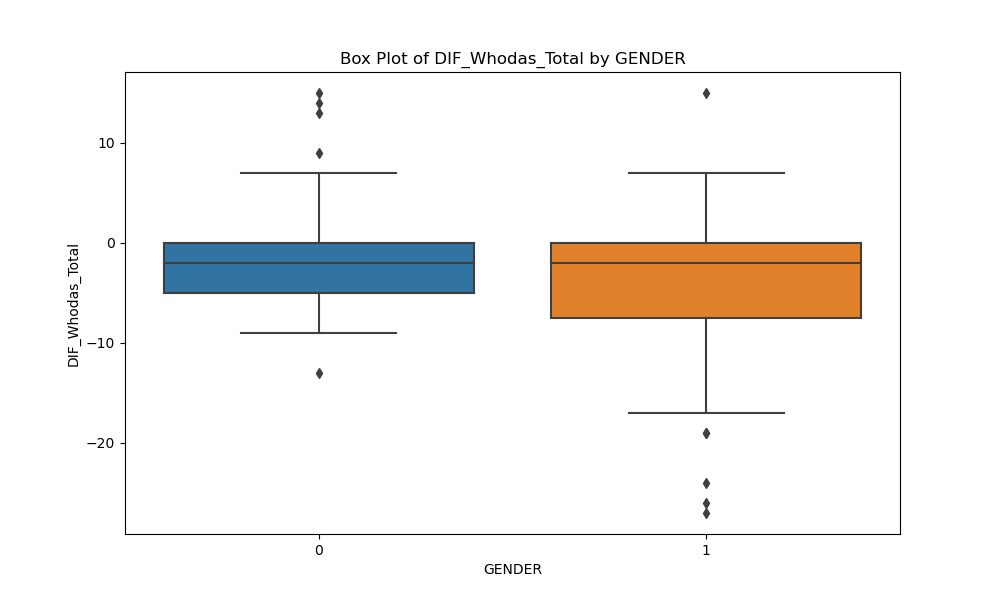 Box Plot of DIF_Whodas_Total by GENDER
10
0
−10
−20
DIF_Whodas_Total
0 1
GENDER